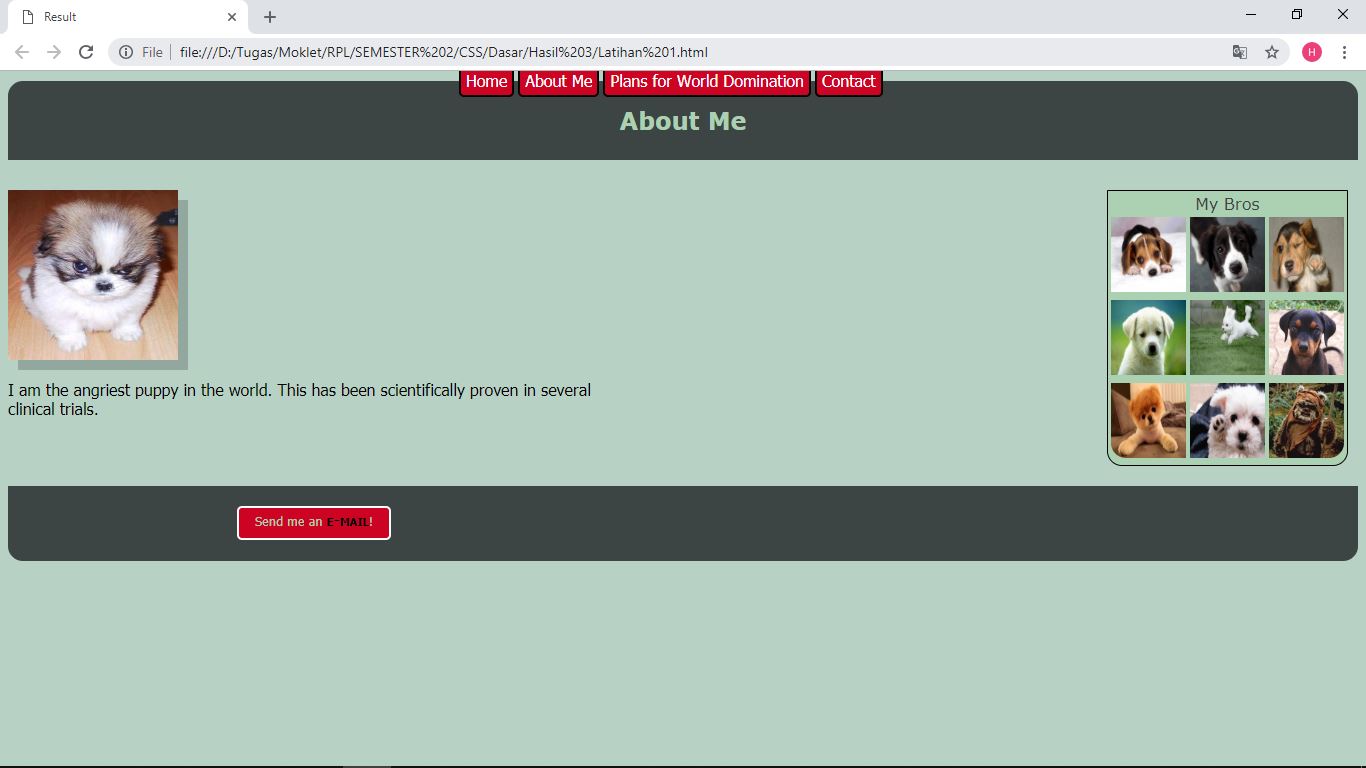 Result
File
file:///D:/Tugas/Moklet/RPL/SEMESTER%202/CSS/Dasar/Hasil%203/Latihan%201.html
H
Home About Me Plans for World Domination Contact
About Me
My Bros
I am the angriest puppy in the world. This has been scientifically proven in several
clinical trials.
Send me an E-MAIL!